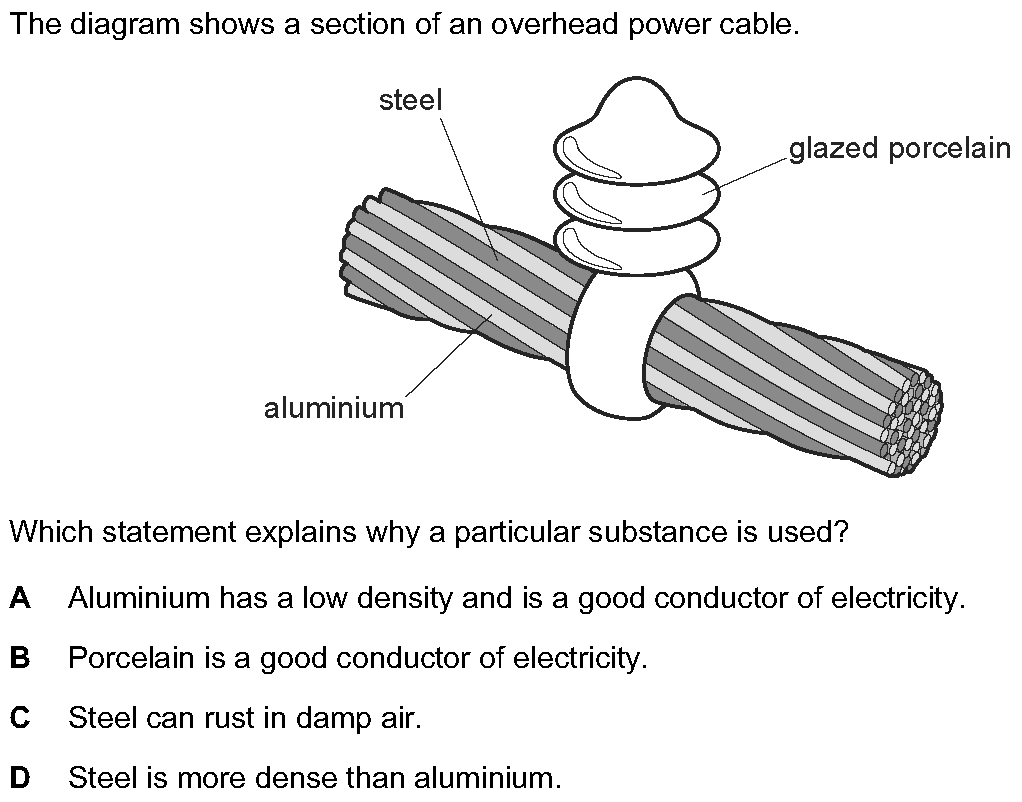 The diagram shows a section of an overhead power cable.
steel
glazed porcelain
aluminium
Which statement explains why a particular substance is used?
A Aluminium has a low density and is a good conductor of electricity.
B Porcelain is a good conductor of electricity.
C Steel can rust in damp air.
D Steel is more dense than aluminium.